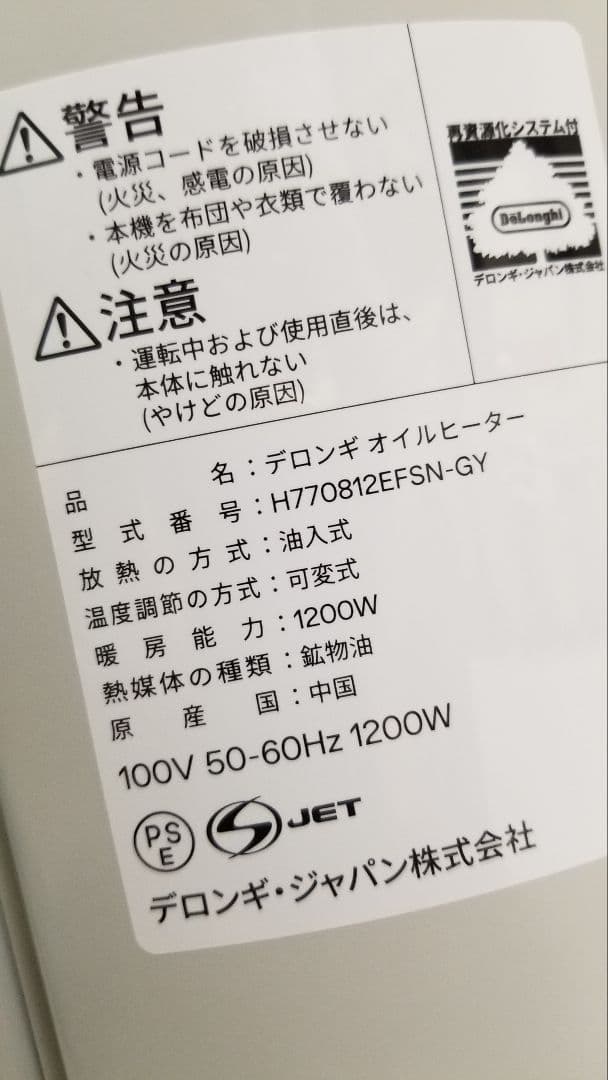 警告
・電源コードを破損させない
(火災、感電の原因)
・本機を布団や衣類で覆わない
(火災の原因)
注意
・運転中および使用直後は、
本体に触れない
(やけどの原因)
再資源化システム付
DeLonghi
デロンギ・ジャパン株式会社
品名：デロンギ オイルヒーター
型式番号：H770812EFSN-GY
放熱の方式：油入式
温度調節の方式：可変式
暖房能力：1200W
熱媒体の種類：鉱物油
原産国：中国
100V 50-60Hz 1200W
PS
E
S JET
デロンギ・ジャパン株式会社